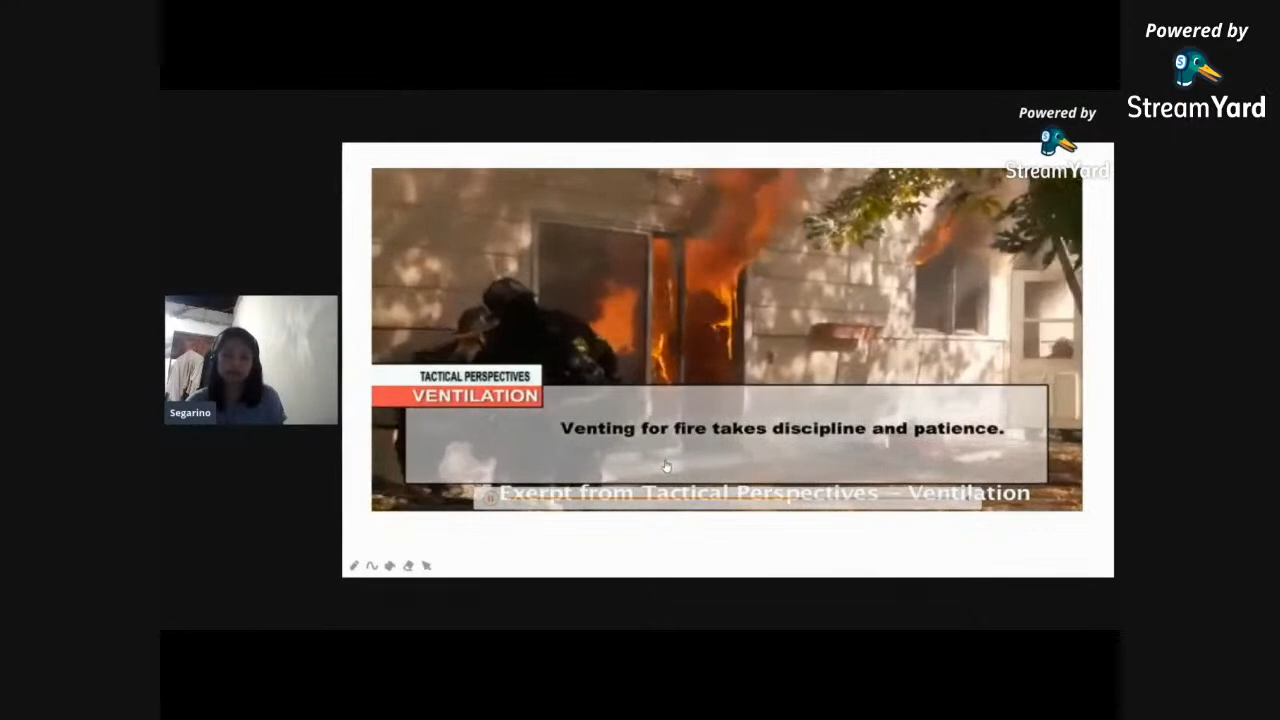 Powered by
StreamYard
Powered by
StreamYard
TACTICAL PERSPECTIVES
VENTILATION
Venting for fire takes discipline and patience.
Exerpt from Tactical Perspectives - Ventilation
Segarino